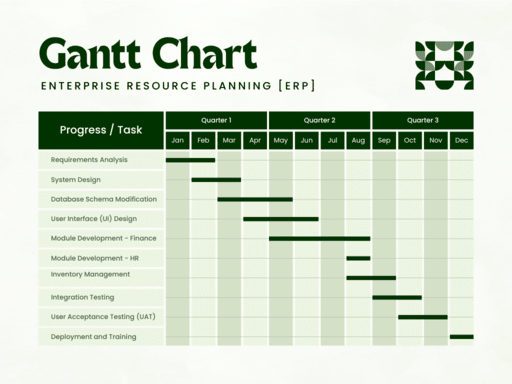 Gantt Chart
ENTERPRISE RESOURCE PLANNING [ERP]
Progress / Task
Quarter 1 Quarter 2 Quarter 3
Jan Feb Mar Apr May Jun Jul Aug Sep Oct Nov Dec
Requirements Analysis
System Design
Database Schema Modification
User Interface (UI) Design
Module Development - Finance
Module Development - HR
Inventory Management
Integration Testing
User Acceptance Testing (UAT)
Deployment and Training